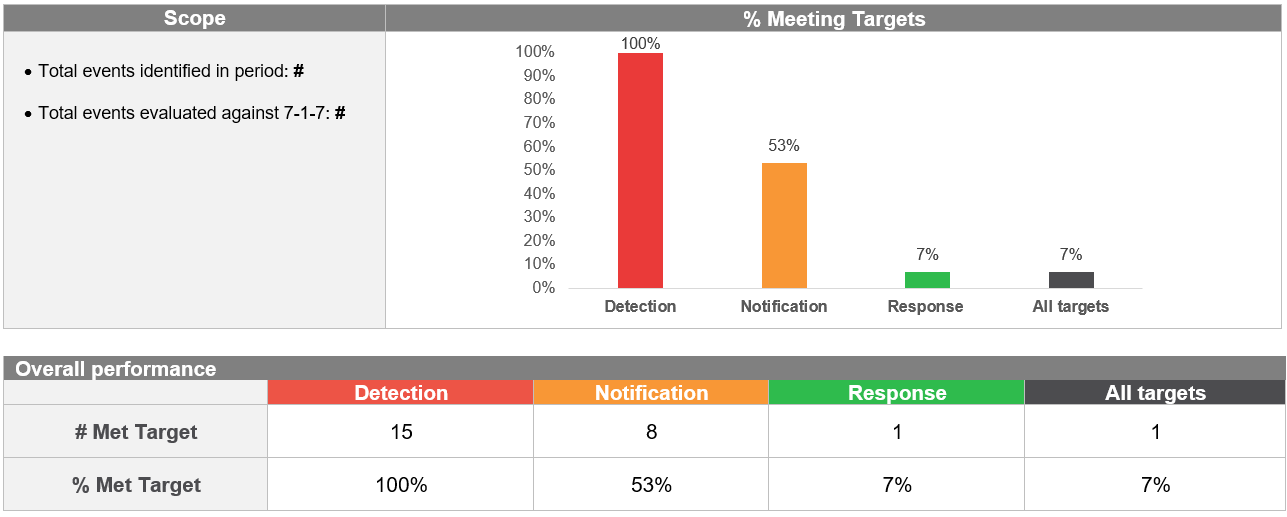 Scope
% Meeting Targets
• Total events identified in period: #
• Total events evaluated against 7-1-7: #
100%
90%
80%
70%
60%
50%
40%
30%
20%
10%
0%
100%
53%
7%
7%
Detection
Notification
Response
All targets
Overall performance
Detection Notification Response All targets
# Met Target 15 8 1 1
% Met Target 100% 53% 7% 7%